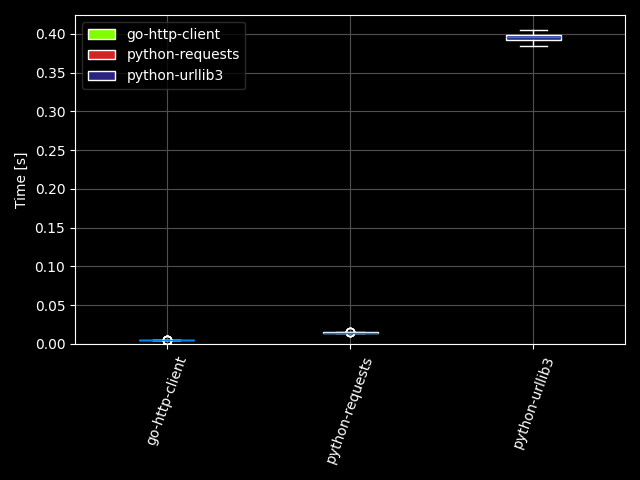 go-http-client
python-requests
python-urllib3
Time [s]
0.40
0.35
0.30
0.25
0.20
0.15
0.10
0.05
0.00
go-http-client
python-requests
python-urllib3